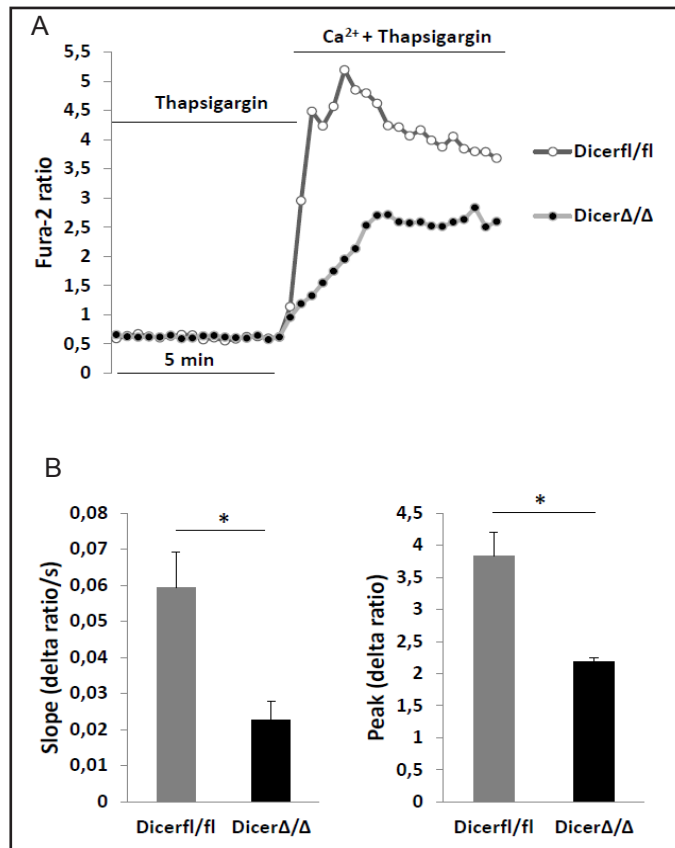 A
Ca²⁺ + Thapsigargin
Thapsigargin
5,5
5
4,5
4
3,5
3
2,5
2
1,5
1
0,5
0
Fura-2 ratio
5 min
Dicerfl/fl
DicerΔ/Δ
B
Slope (delta ratio/s)
0,08
0,07
0,06
0,05
0,04
0,03
0,02
0,01
0
*
Dicerfl/fl DicerΔ/Δ
Peak (delta ratio)
4,5
4
3,5
3
2,5
2
1,5
1
0,5
0
*
Dicerfl/fl DicerΔ/Δ